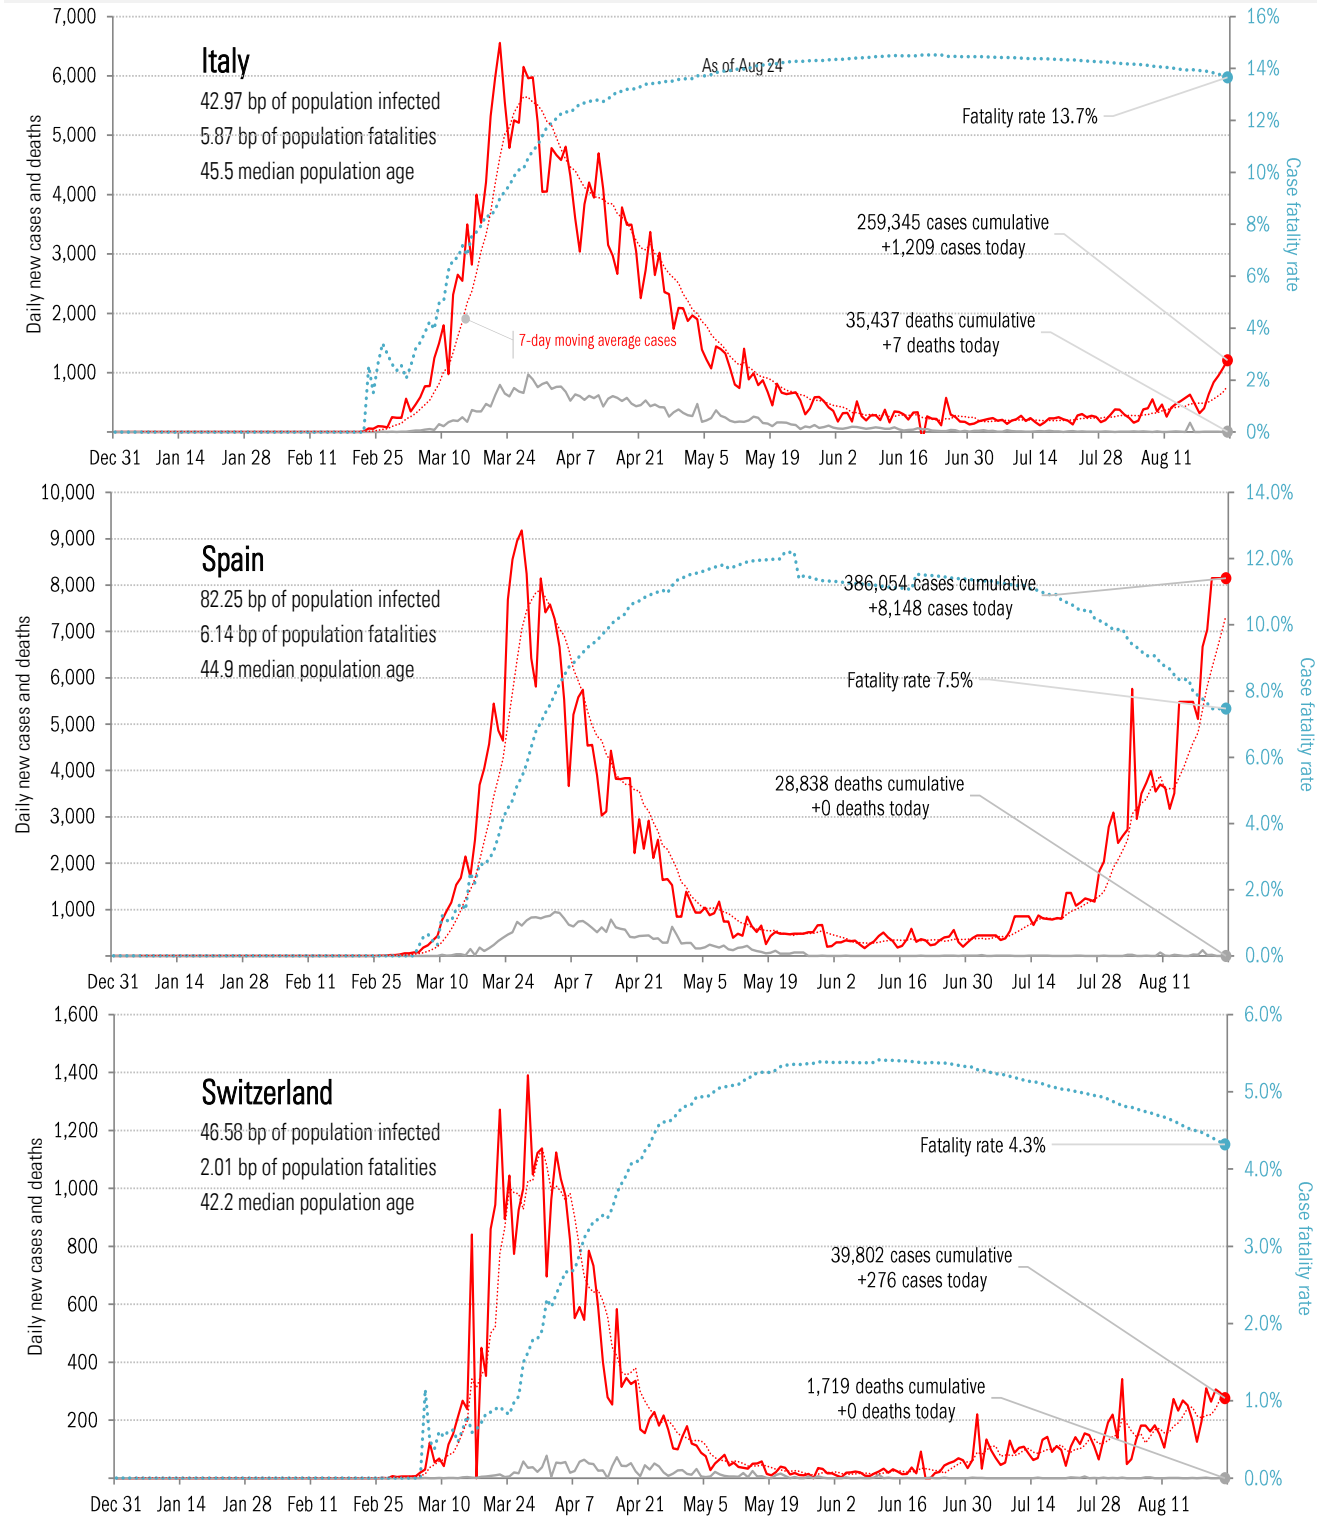 7,000
6,000
5,000
4,000
3,000
2,000
1,000
Daily new cases and deaths
Italy
42.97 bp of population infected
5.87 bp of population fatalities
45.5 median population age
As of Aug 24
Fatality rate 13.7%
259,345 cases cumulative
+1,209 cases today
35,437 deaths cumulative
+7 deaths today
7-day moving average cases
16%
14%
12%
10%
8%
6%
4%
2%
0%
Case fatality rate
Dec 31 Jan 14 Jan 28 Feb 11 Feb 25 Mar 10 Mar 24 Apr 7 Apr 21 May 5 May 19 Jun 2 Jun 16 Jun 30 Jul 14 Jul 28 Aug 11
10,000
9,000
8,000
7,000
6,000
5,000
4,000
3,000
2,000
1,000
Daily new cases and deaths
Spain
82.25 bp of population infected
6.14 bp of population fatalities
44.9 median population age
386,054 cases cumulative
+8,148 cases today
Fatality rate 7.5%
28,838 deaths cumulative
+0 deaths today
14.0%
12.0%
10.0%
8.0%
6.0%
4.0%
2.0%
0.0%
Case fatality rate
Dec 31 Jan 14 Jan 28 Feb 11 Feb 25 Mar 10 Mar 24 Apr 7 Apr 21 May 5 May 19 Jun 2 Jun 16 Jun 30 Jul 14 Jul 28 Aug 11
1,600
1,400
1,200
1,000
800
600
400
200
Daily new cases and deaths
Switzerland
46.58 bp of population infected
2.01 bp of population fatalities
42.2 median population age
Fatality rate 4.3%
39,802 cases cumulative
+276 cases today
1,719 deaths cumulative
+0 deaths today
6.0%
5.0%
4.0%
3.0%
2.0%
1.0%
0.0%
Case fatality rate
Dec 31 Jan 14 Jan 28 Feb 11 Feb 25 Mar 10 Mar 24 Apr 7 Apr 21 May 5 May 19 Jun 2 Jun 16 Jun 30 Jul 14 Jul 28 Aug 11